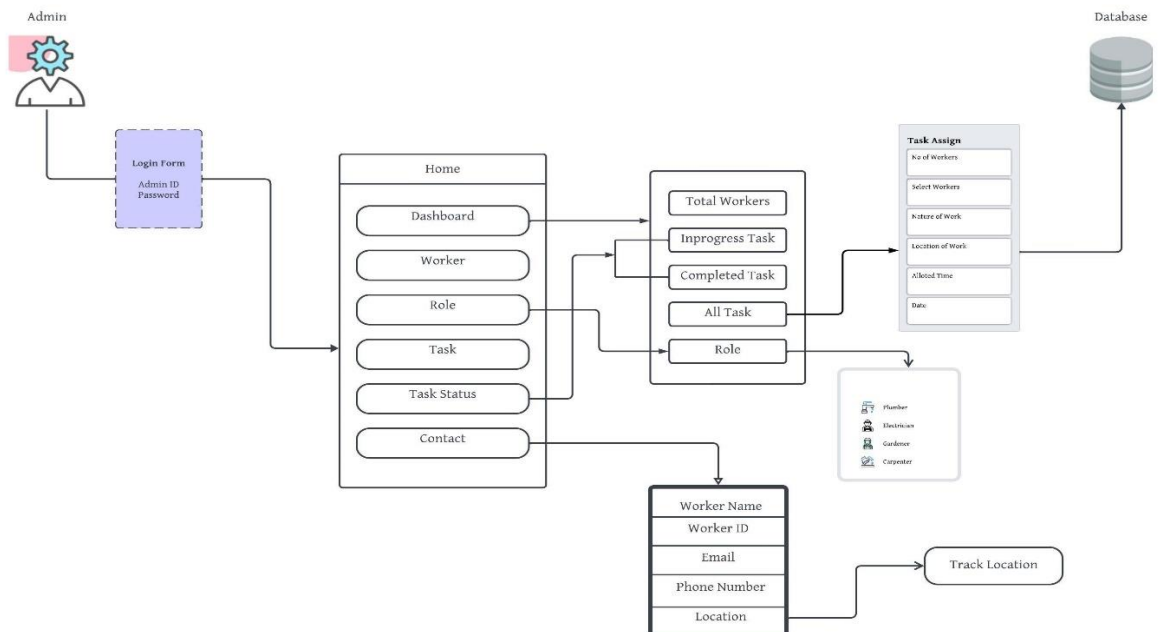 Admin
Database
Login Form
Admin ID
Password
Home
Dashboard
Worker
Role
Task
Task Status
Contact
Total Workers
Inprogress Task
Completed Task
All Task
Role
Task Assign
No of Workers
Select Workers
Nature of Work
Location of Work
Alloted Time
Date
Plumber
Electrician
Gardener
Carpenter
Worker Name
Worker ID
Email
Phone Number
Location
Track Location